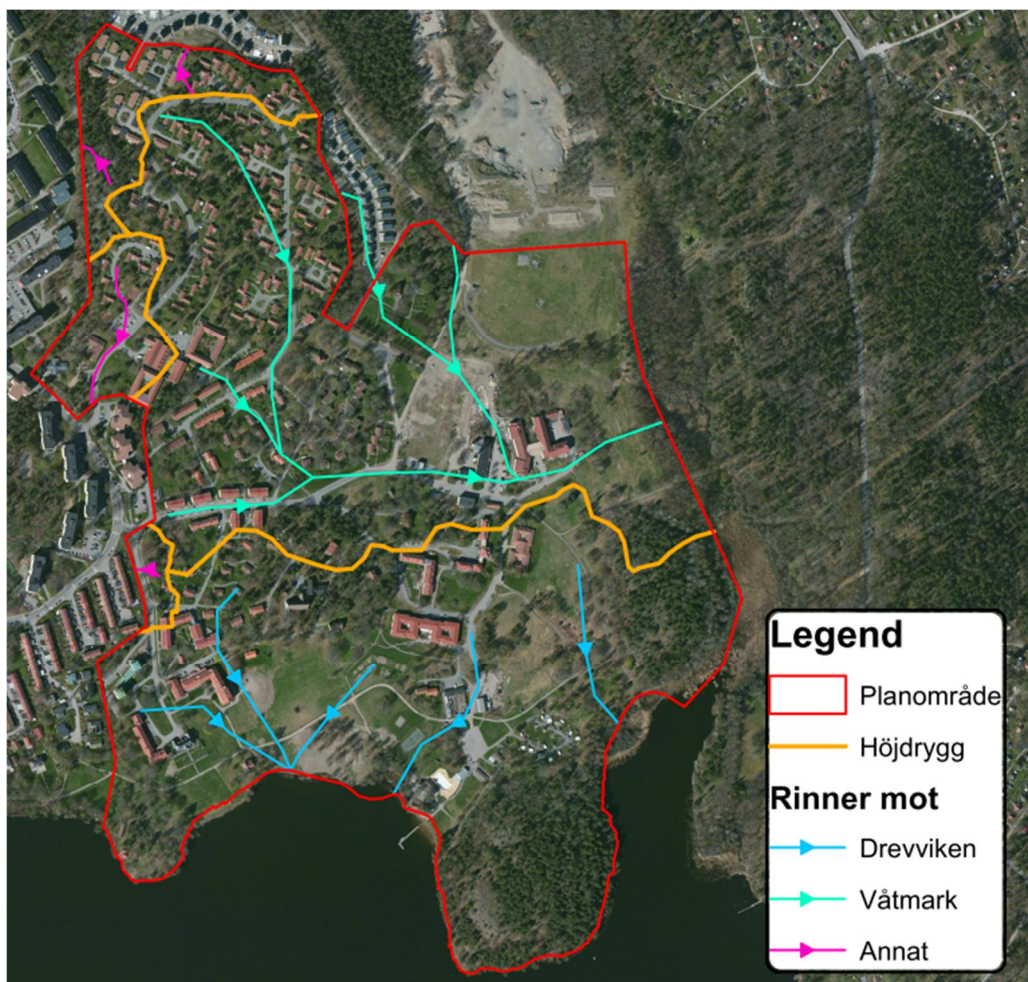 Legend
Planområde
Höjdrygg
Rinner mot
Drevviken
Våtmark
Annat